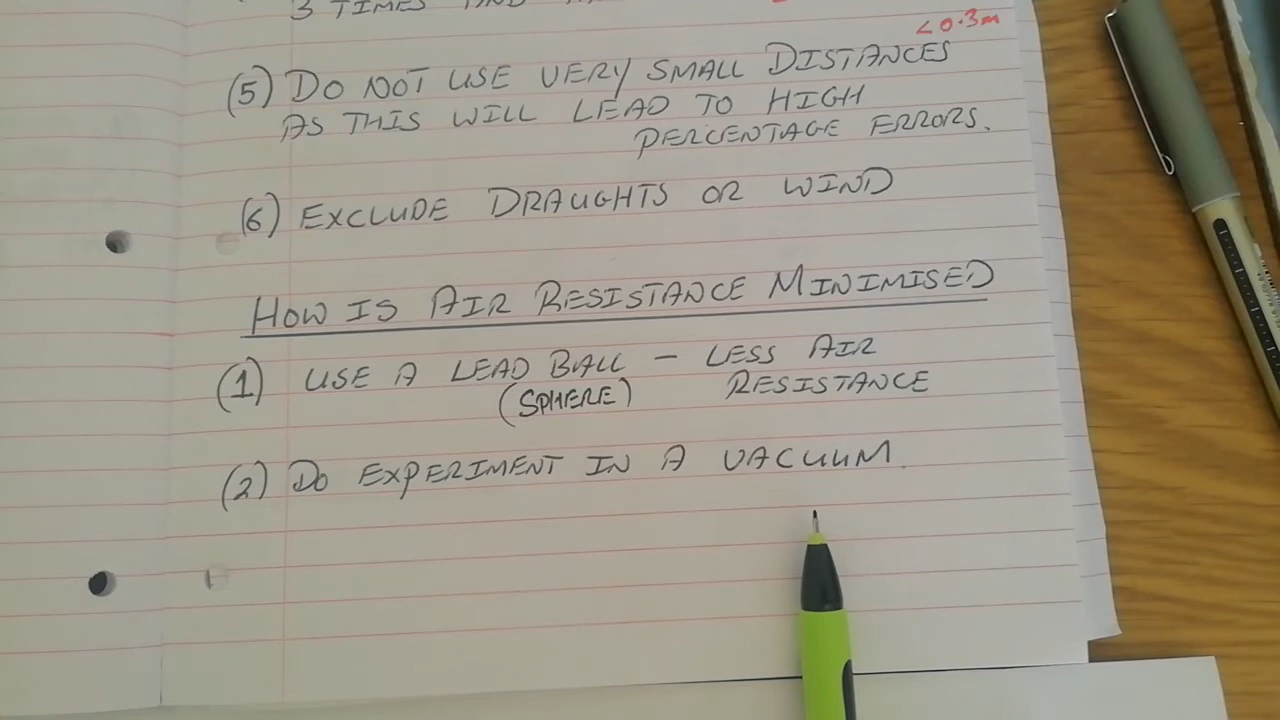 3 TIMES
< 0.3m
(5) DO NOT USE VERY SMALL DISTANCES
AS THIS WILL LEAD TO HIGH
PERCENTAGE ERRORS.
(6) EXCLUDE DRAUGHTS OR WIND
HOW IS AIR RESISTANCE MINIMISED
(1) USE A LEAD BALL - LESS AIR
(SPHERE) RESISTANCE
(2) DO EXPERIMENT IN A VACUUM.